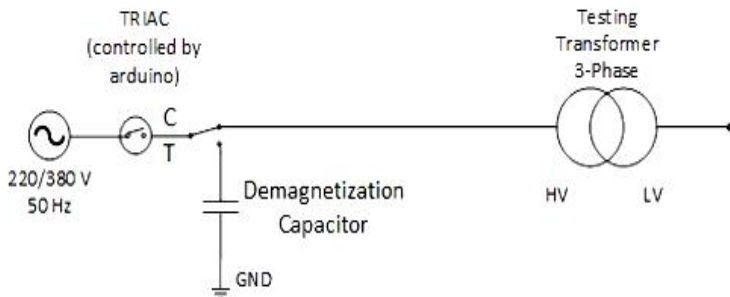 TRIAC
(controlled by
arduino)
C
T
220/380 V
50 Hz
Demagnetization
Capacitor
GND
Testing
Transformer
3-Phase
HV
LV